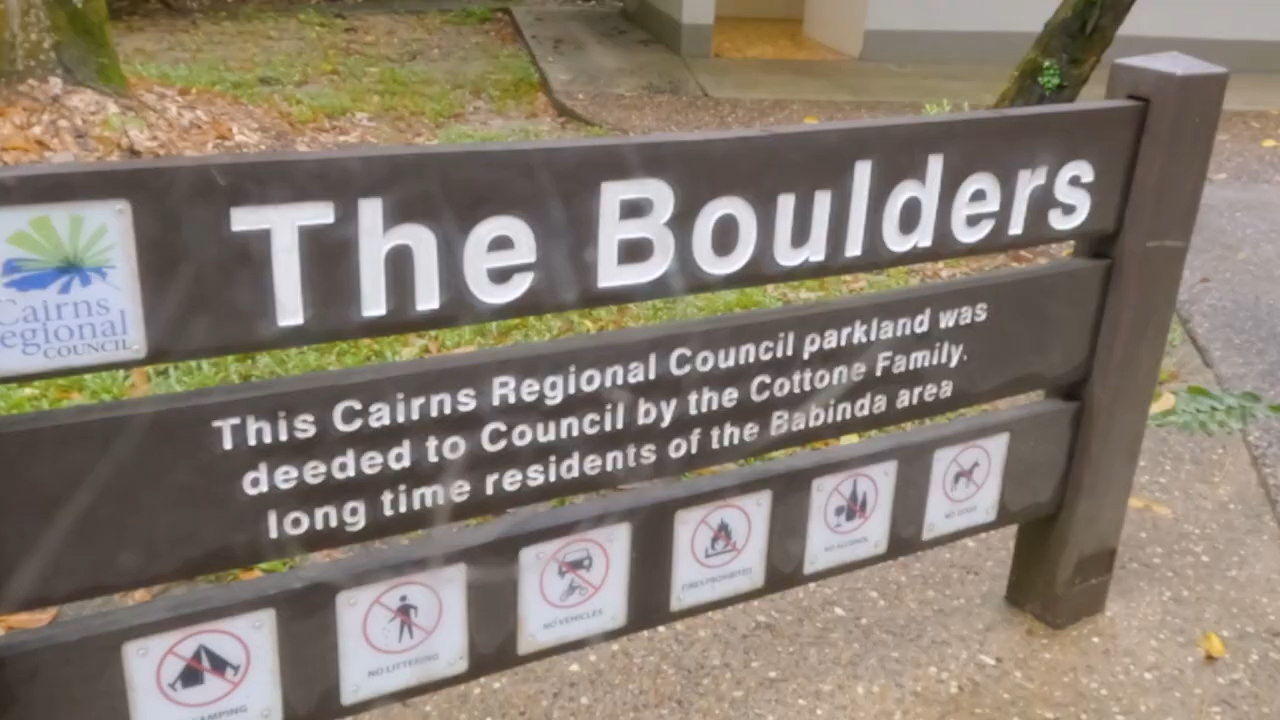 The Boulders
Cairns
Regional
COUNCIL
This Cairns Regional Council parkland was
deeded to Council by the Cottone Family.
long time residents of the Babinda area
CAMPING
NO LITTERING
NO VEHICLES
FIRES PROHIBITED
NO ALCOHOL
NO DOGS